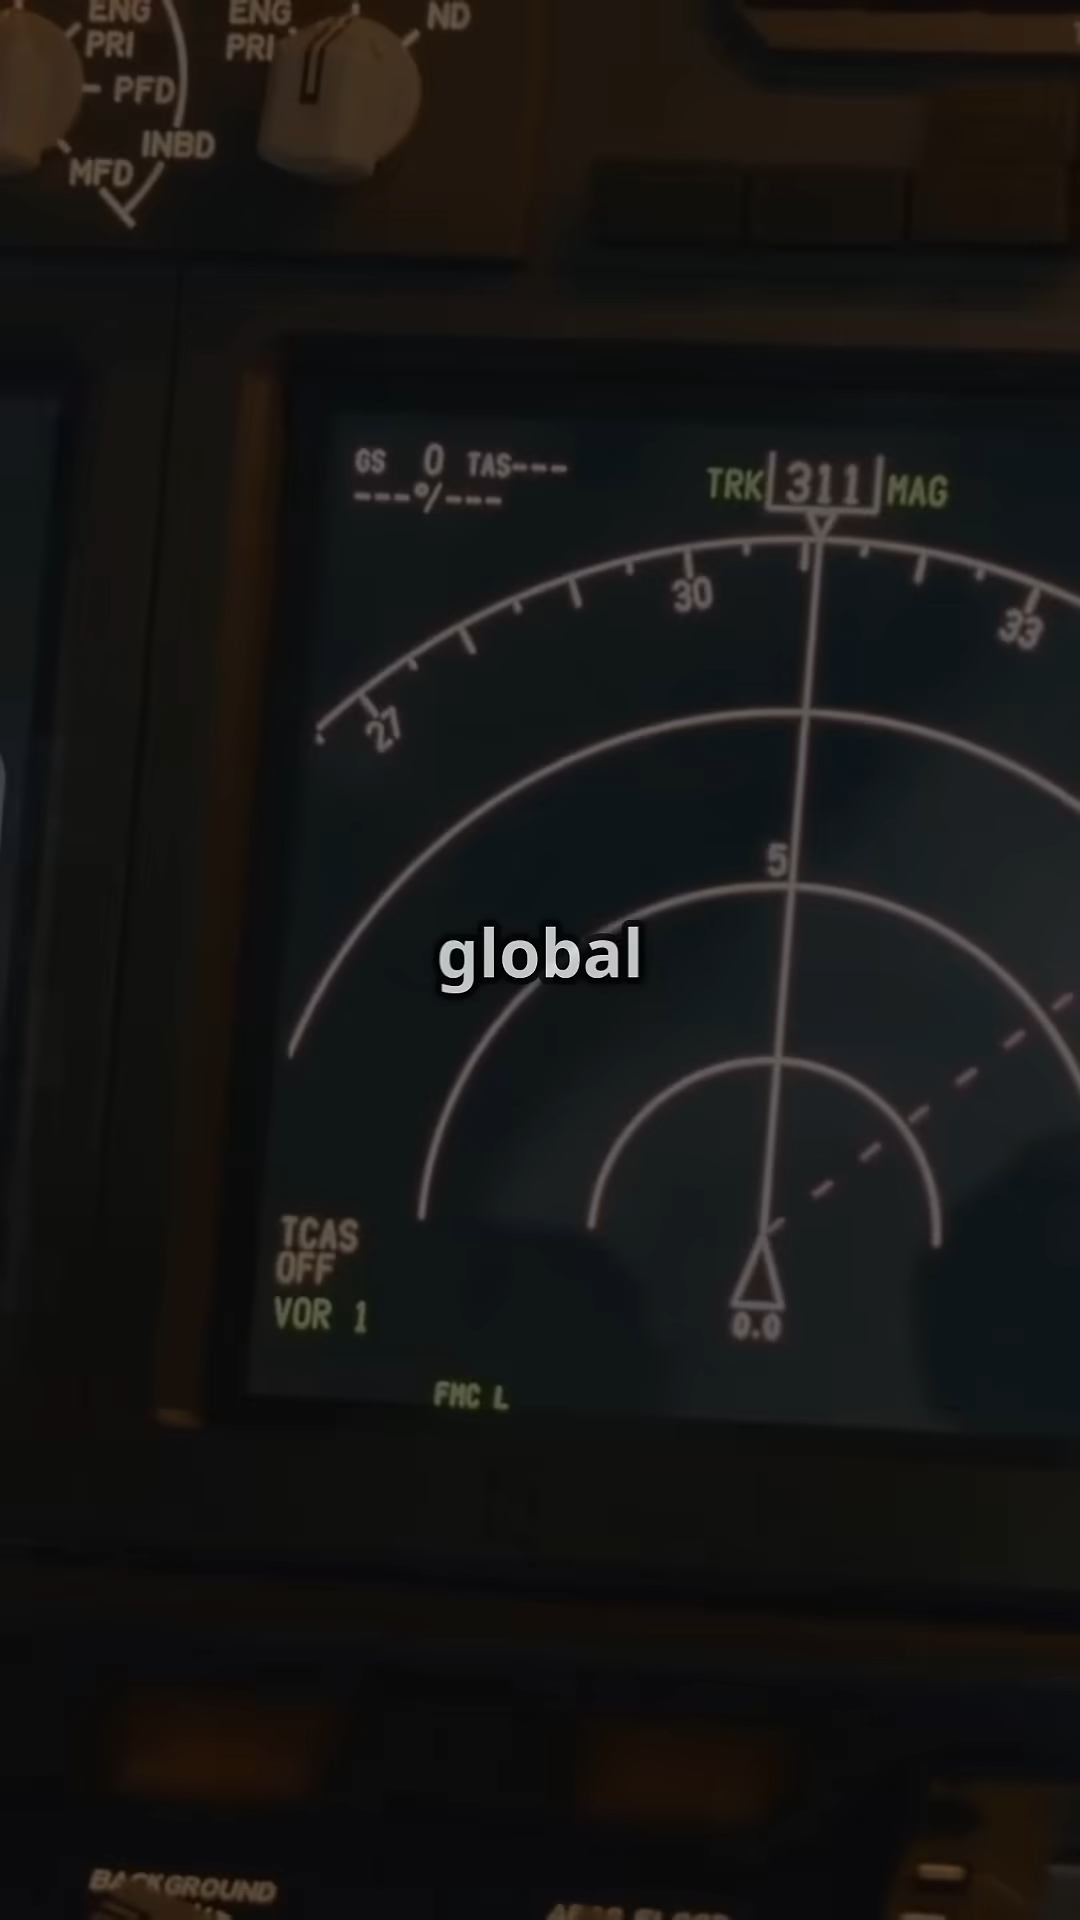 ENG
PRI
PFD
INBD
MFD
ENG
PRI
ND
GS 0 TAS---
---°/---
TRK 311 MAG
30
33
27
5
global
TCAS
OFF
VOR 1
0.0
FMC L
BACKGROUND